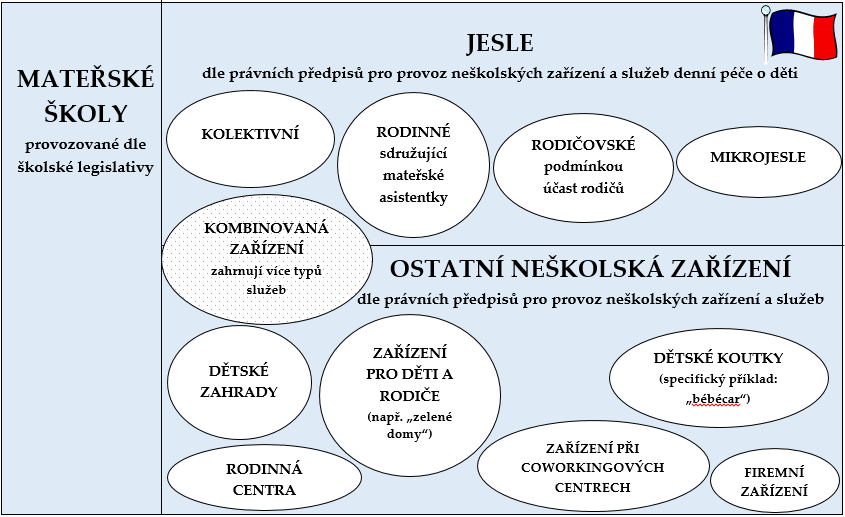 MATEŘSKÉ
ŠKOLY
provozované dle
školské legislativy
JESLE
dle právních předpisů pro provoz neškolských zařízení a služeb denní péče o děti
KOLEKTIVNÍ
RODINNÉ
sdružující
mateřské
asistentky
RODIČOVSKÉ
podmínkou
účast rodičů
MIKROJESLE
KOMBINOVANÁ
ZAŘÍZENÍ
zahrnují více typů
služeb
OSTATNÍ NEŠKOLSKÁ ZAŘÍZENÍ
dle právních předpisů pro provoz neškolských zařízení a služeb
DĚTSKÉ
ZAHRADY
ZAŘÍZENÍ
PRO DĚTI A
RODIČE
(např. „zelené
domy“)
DĚTSKÉ KOUTKY
(specifický příklad:
„bébécar“)
RODINNÁ
CENTRA
ZAŘÍZENÍ PŘI
COWORKINGOVÝCH
CENTRECH
FIREMNÍ
ZAŘÍZENÍ